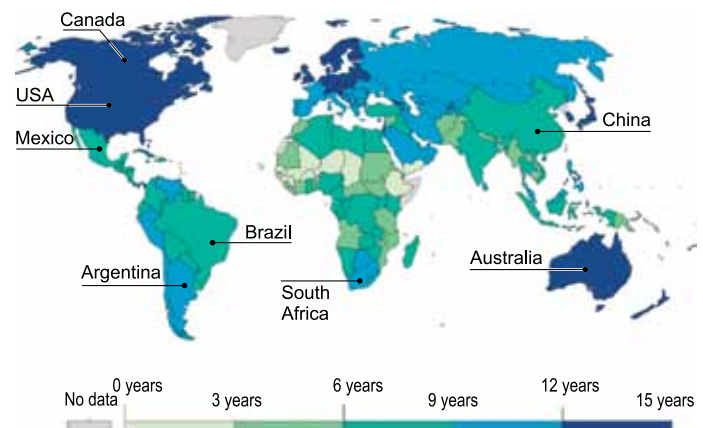 Canada
USA
Mexico
China
Brazil
Argentina
Australia
South
Africa
No data
0 years
3 years
6 years
9 years
12 years
15 years